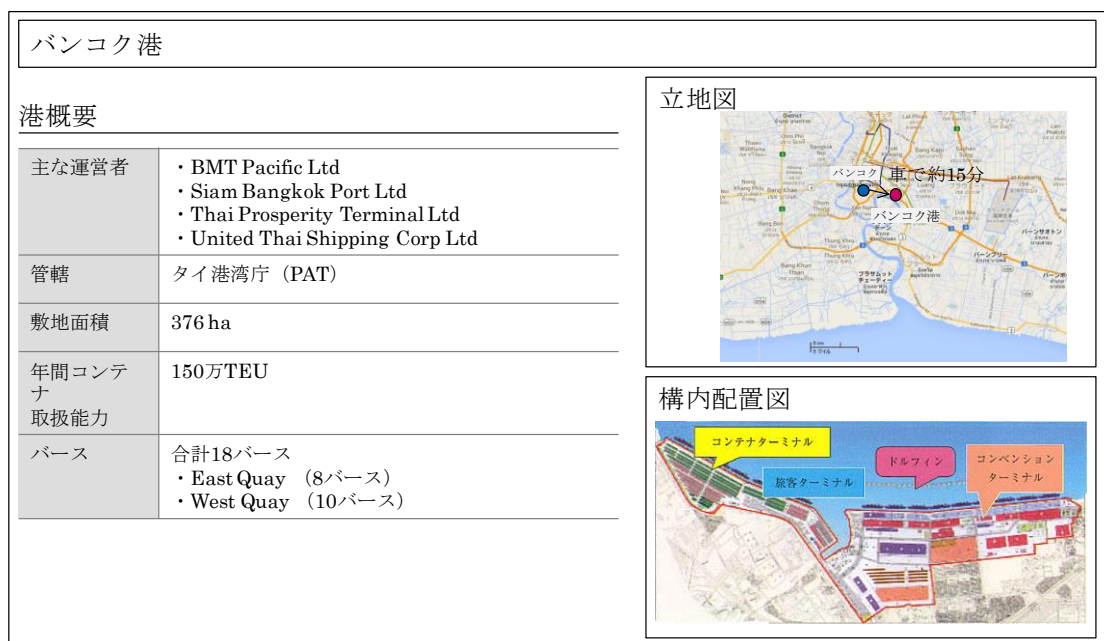 バンコク港
港概要
主な運営者
・BMT Pacific Ltd
・Siam Bangkok Port Ltd
・Thai Prosperity Terminal Ltd
・United Thai Shipping Corp Ltd
管轄
タイ港湾庁（PAT）
敷地面積
376 ha
年間コンテ
ナ
取扱能力
150万TEU
バース
合計18バース
・East Quay （8バース）
・West Quay （10バース）
立地図
バンコク
車で約15分
バンコク港
構内配置図
コンテナターミナル
旅客ターミナル
ドルフィン
コンベンション
ターミナル